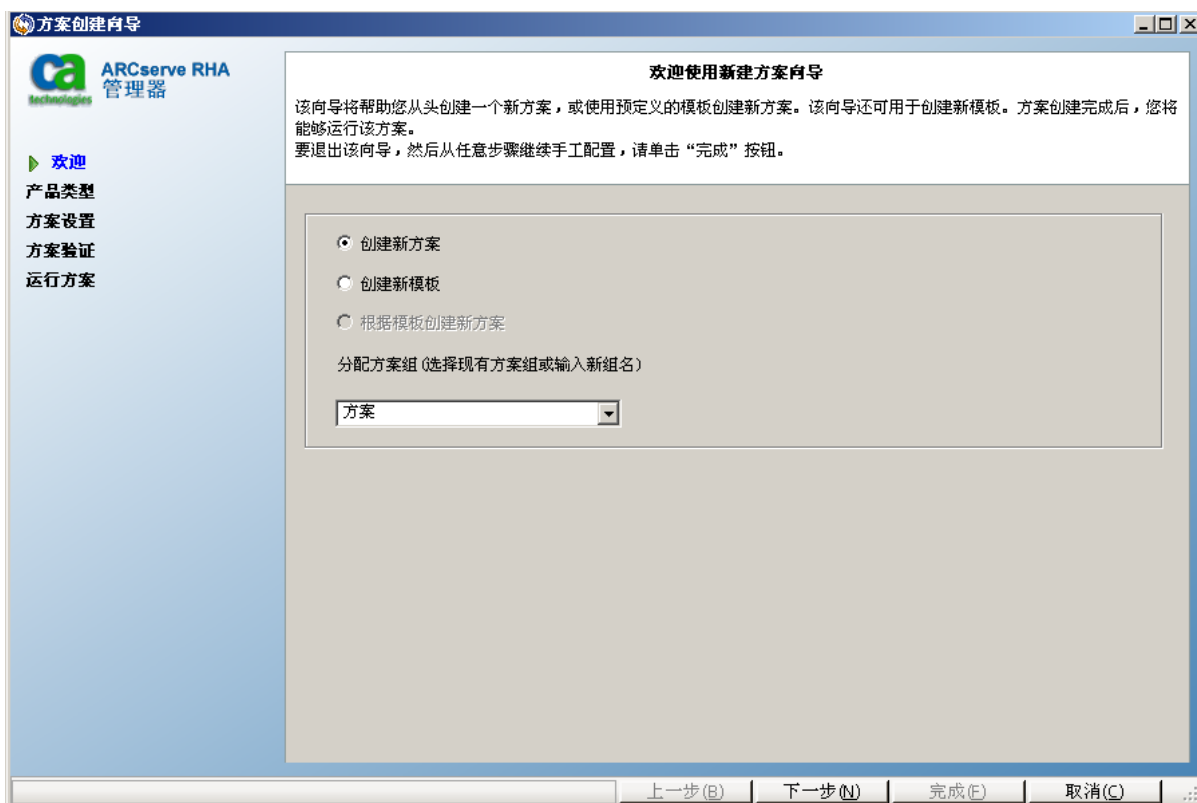 方案创建向导
ca
technologies
ARCserve RHA
管理器
欢迎
产品类型
方案设置
方案验证
运行方案
欢迎使用新建方案向导
该向导将帮助您从头创建一个新方案，或使用预定义的模板创建新方案。该向导还可用于创建新模板。方案创建完成后，您将
能够运行该方案。
要退出该向导，然后从任意步骤继续手工配置，请单击“完成”按钮。
创建新方案
创建新模板
根据模板创建新方案
分配方案组(选择现有方案组或输入新组名)
方案
上一步(B)
下一步(N)
完成(F)
取消(C)